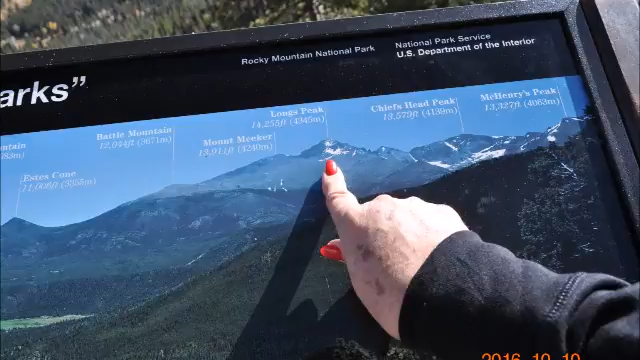 Rocky Mountain National Park
National Park Service
U.S. Department of the Interior
arks”
Longs Peak
14,255ft (4345m)
Chiefs Head Peak
13,579ft (4139m)
McHenry's Peak
13,327ft (4063m)
Battle Mountain
12,044ft (3671m)
Mount Meeker
13,911ft (4240m)
ntain
Estes Cone
11,006ft (3355m)
2016 10 10